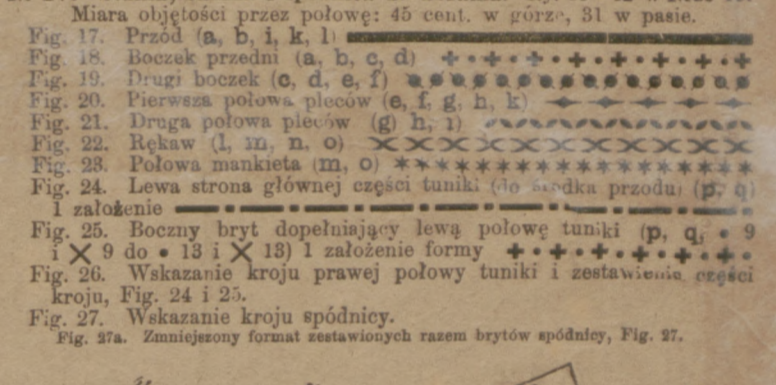 Miara objętości przez połowę: 45 cent. w górze, 31 w pasie.
Fig. 17. Przód (a, b, i, k, l)
Fig. 18. Boczek przedni (a, b, c, d)
Fig. 19. Drugi boczek (c, d, e, f)
Fig. 20. Pierwsza połowa pleców (e, f, g, h, k)
Fig. 21. Druga połowa pleców (g) h, i)
Fig. 22. Rękaw (l, m, n, o)
Fig. 23. Połowa mankieta (m, o)
Fig. 24. Lewa strona głównej części tuniki (do środka przodu) (p, q)
1 założenie
Fig. 25. Boczny bryt dopełniający lewą połowę tuniki (p, q, • 9
i × 9 do • 13 i × 13) 1 założenie formy
Fig. 26. Wskazanie kroju prawej połowy tuniki i zestawienie części
kroju, Fig. 24 i 25.
Fig. 27. Wskazanie kroju spódnicy.
Fig. 27a. Zmniejszony format zestawionych razem brytów spódnicy, Fig. 27.